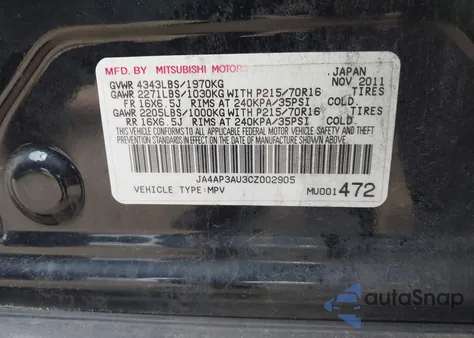 MFD. BY MITSUBISHI MOTORS JAPAN
GVWR 4343LBS/1970KG NOV 2011
GAWR 2271LBS/1030KG WITH P215/70R16 TIRES
FR 16X6.5J RIMS AT 240KPA/35PSI COLD.
GAWR 2205LBS/1000KG WITH P215/70R16 TIRES
RR 16X6.5J RIMS AT 240KPA/35PSI COLD.
THIS VEHICLE CONFORMS TO ALL APPLICABLE FEDERAL MOTOR VEHICLE SAFETY, BUMPER, AND THEFT
PREVENTION STANDARDS IN EFFECT ON THE DATE OF MANUFACTURE SHOWN ABOVE.
JA4AP3AU3CZ002905
VEHICLE TYPE:MPV MU001472
autoSnap